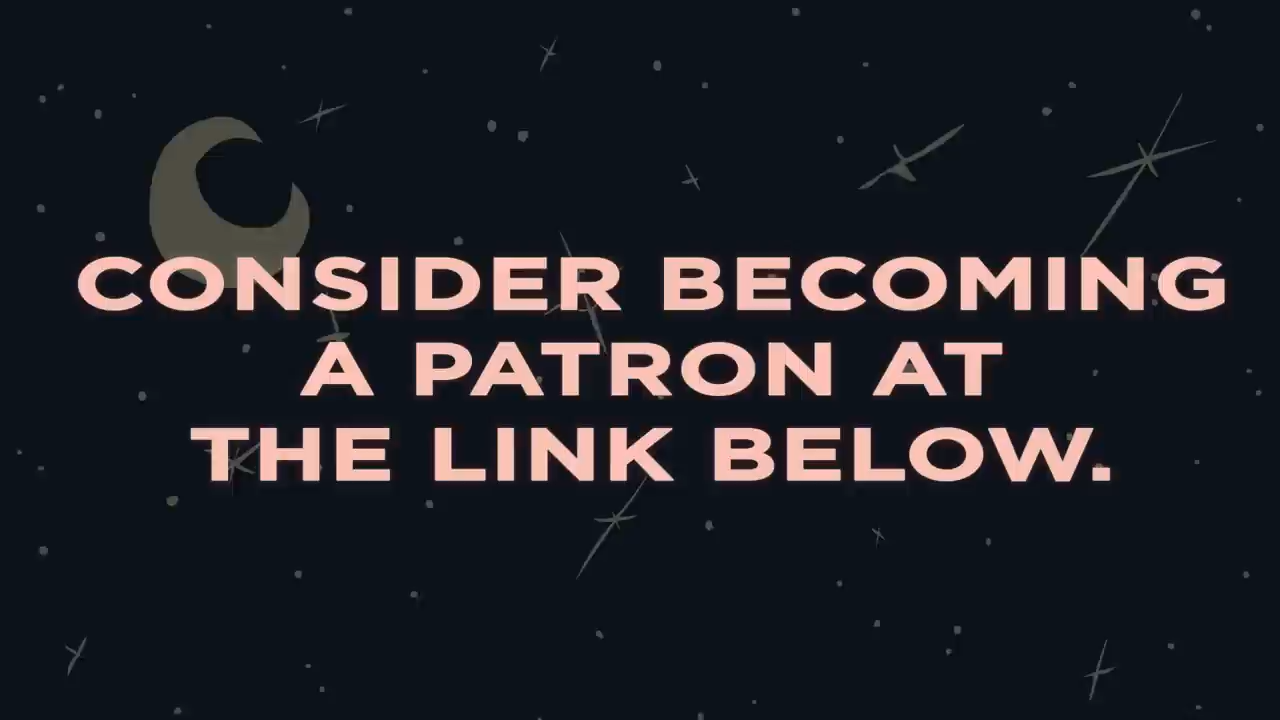 CONSIDER BECOMING
A PATRON AT
THE LINK BELOW.